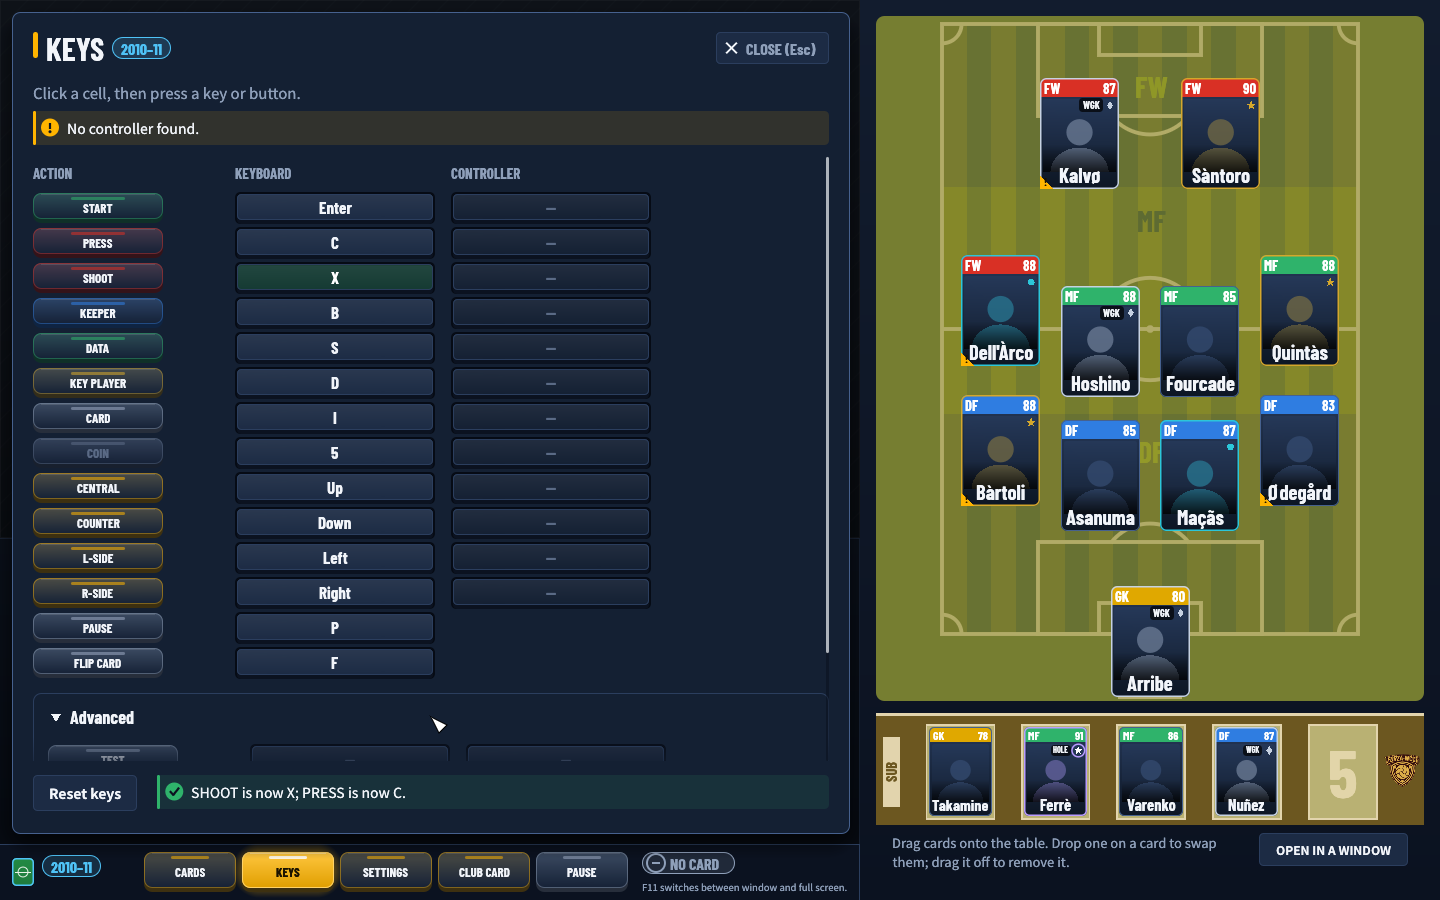 KEYS 2010–11
CLOSE (Esc)
Click a cell, then press a key or button.
No controller found.
ACTION KEYBOARD CONTROLLER
START Enter —
PRESS C —
SHOOT X —
KEEPER B —
DATA S —
KEY PLAYER D —
CARD I —
COIN 5 —
CENTRAL Up —
COUNTER Down —
L-SIDE Left —
R-SIDE Right —
PAUSE P
FLIP CARD F
Advanced
TEST — —
Reset keys
SHOOT is now X; PRESS is now C.
2010–11
CARDS
KEYS
SETTINGS
CLUB CARD
PAUSE
NO CARD
F11 switches between window and full screen.
FW
FW 87
WGK
Kalvø
FW 90
Sàntoro
MF
FW 88
Dell'Àrco
MF 88
WGK
Hoshino
MF 85
Fourcade
MF 88
Quintàs
DF
DF 88
Bàrtoli
DF 85
Asanuma
DF 87
Maçãs
DF 83
Ødegård
GK 80
WGK
Arribe
SUB
GK 78
Takamine
MF 91
HOLE
Ferrè
MF 86
Varenko
DF 87
WGK
Nuñez
5
Drag cards onto the table. Drop one on a card to swap
them; drag it off to remove it.
OPEN IN A WINDOW